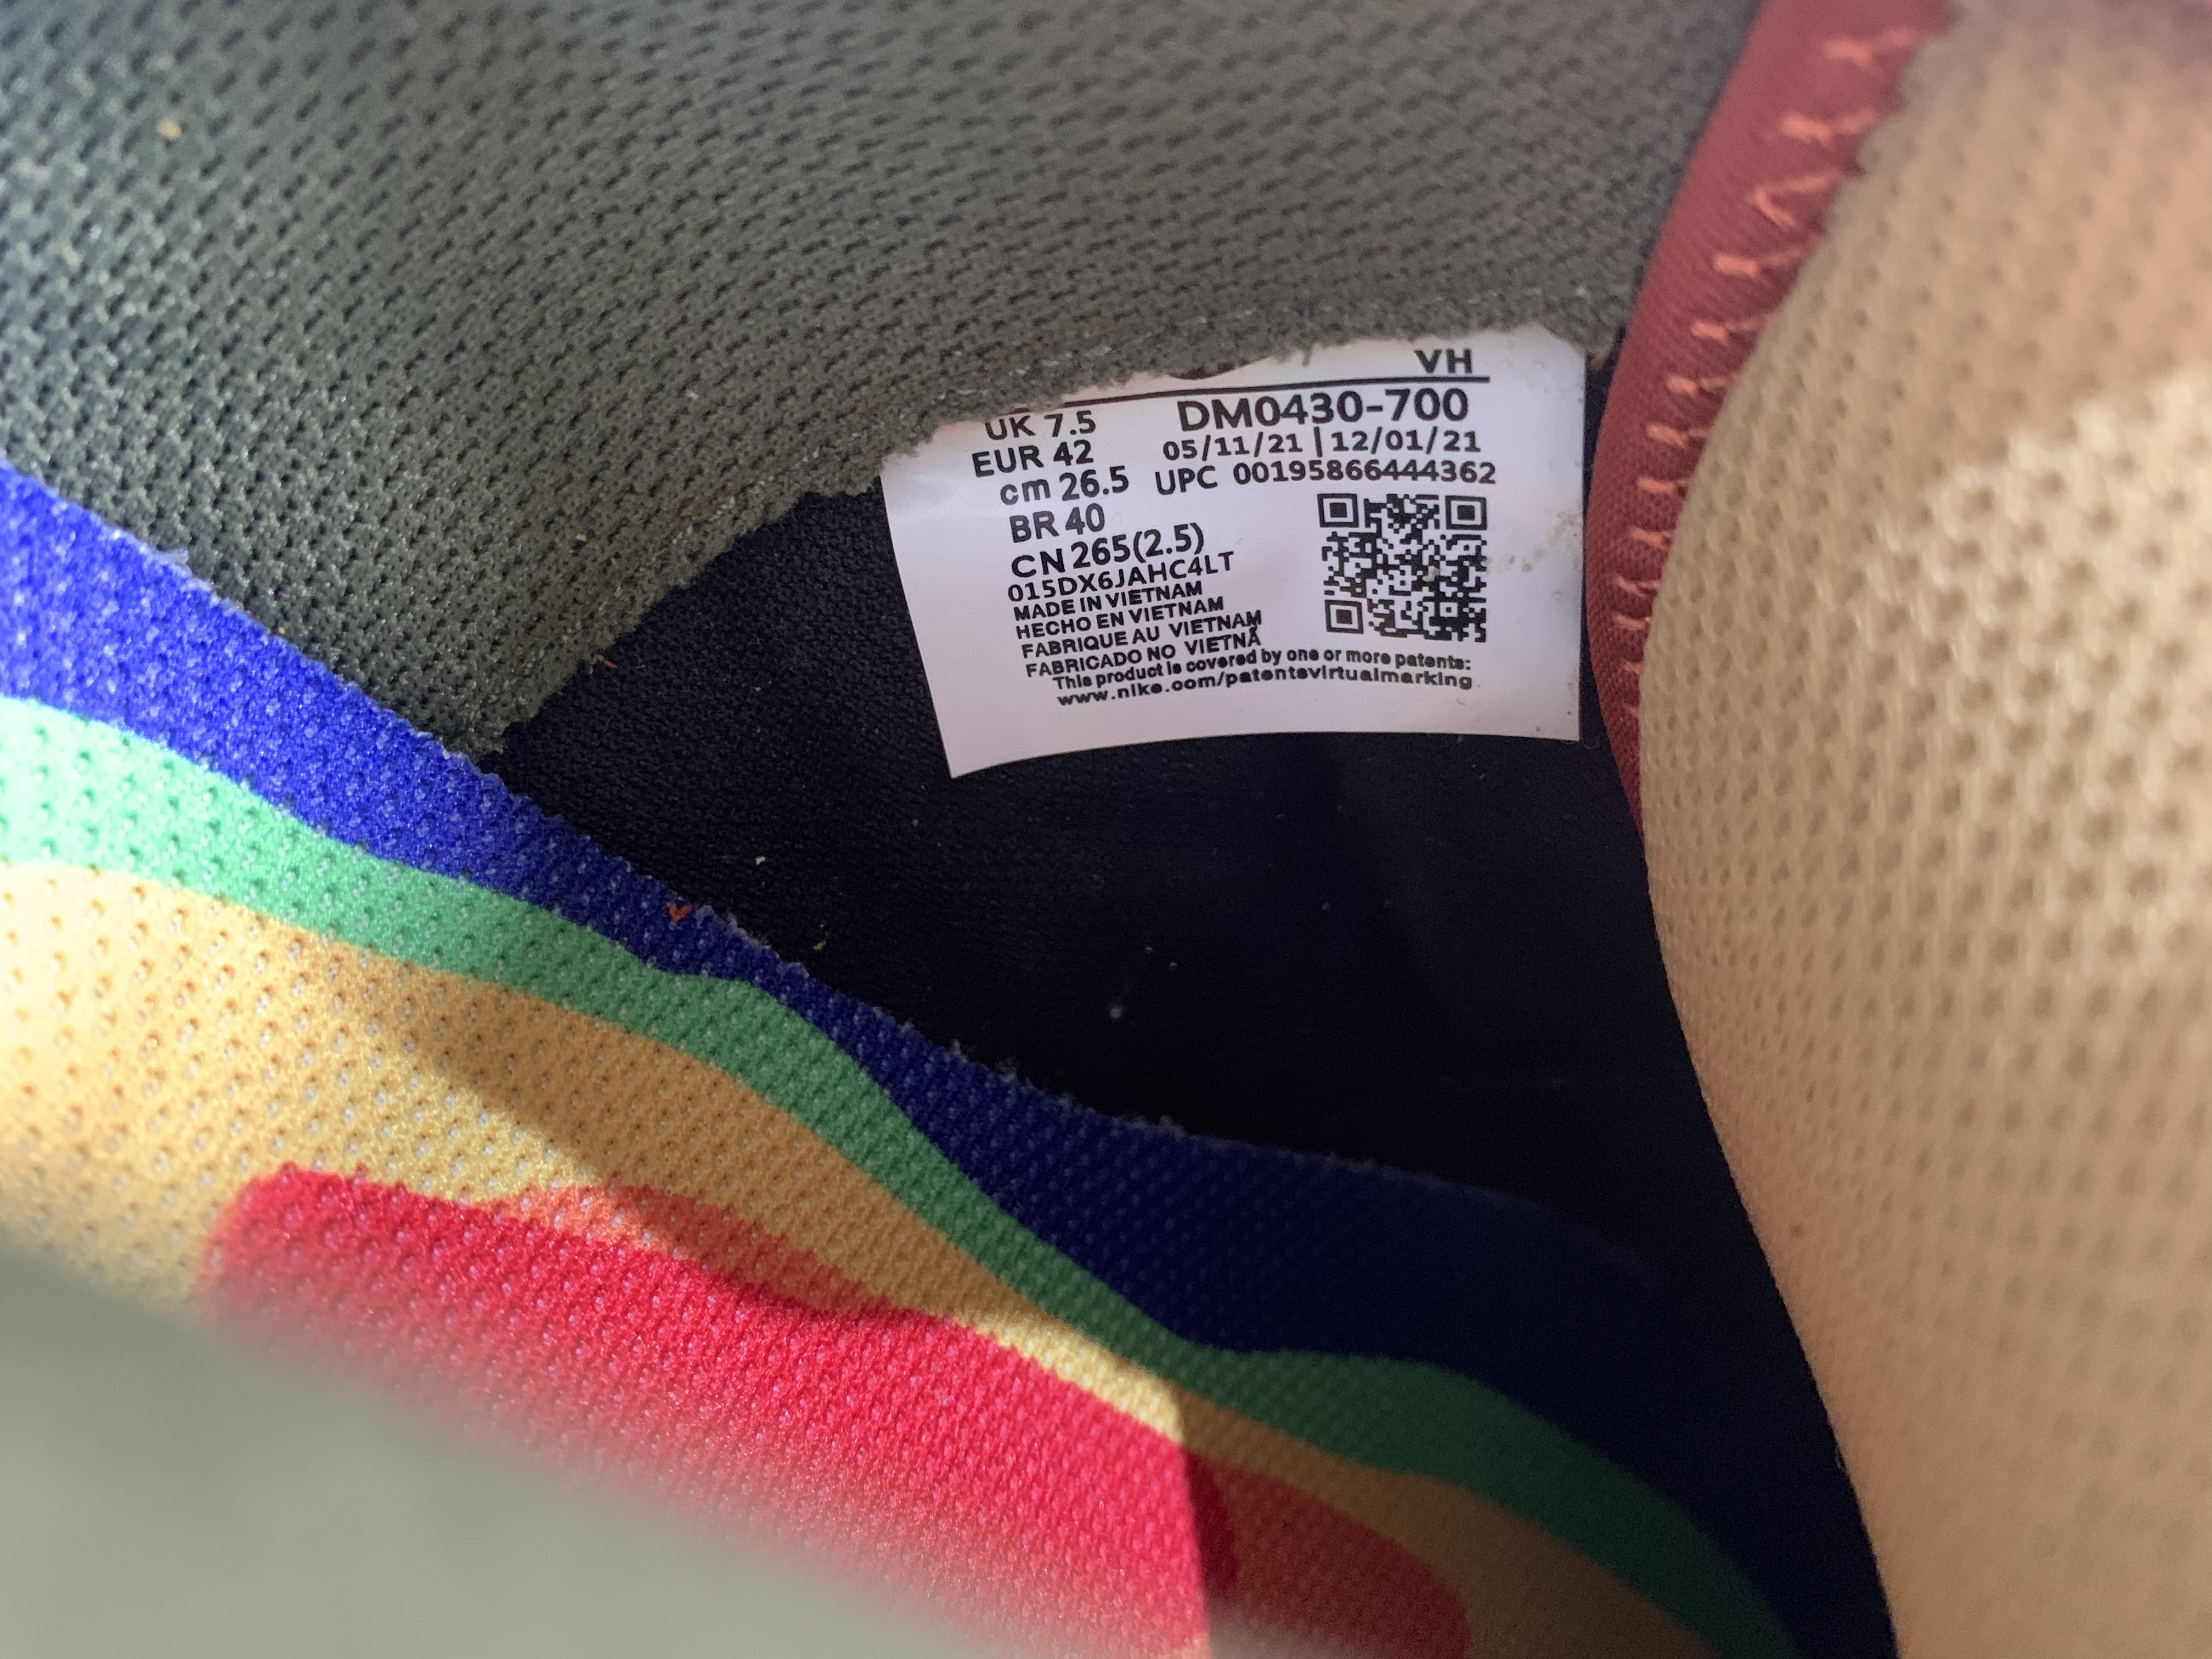 VH
UK 7.5 DM0430-700
EUR 42 05/11/21 | 12/01/21
cm 26.5 UPC 00195866444362
BR 40
CN 265(2.5)
015DX6JAHC4LT
MADE IN VIETNAM
HECHO EN VIETNAM
FABRIQUE AU VIETNAM
FABRICADO NO VIETNÃ
This product is covered by one or more patents:
www.nike.com/patentsvirtualmarking